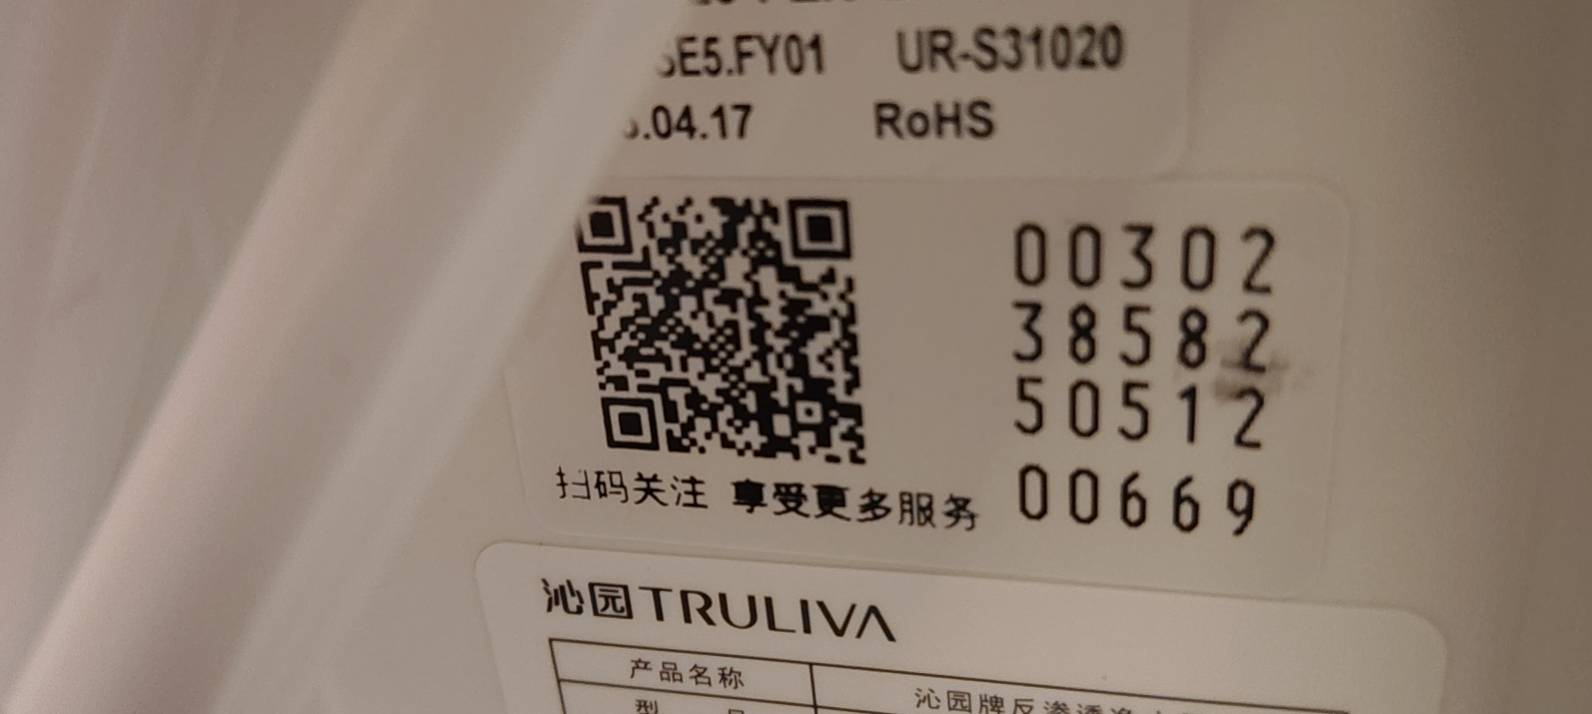 E5.FY01 UR-S31020
.04.17 RoHS
00302
38582
50512
00669
扫码关注 享受更多服务
沁园TRULIVA
产品名称
沁园牌反渗透净
型